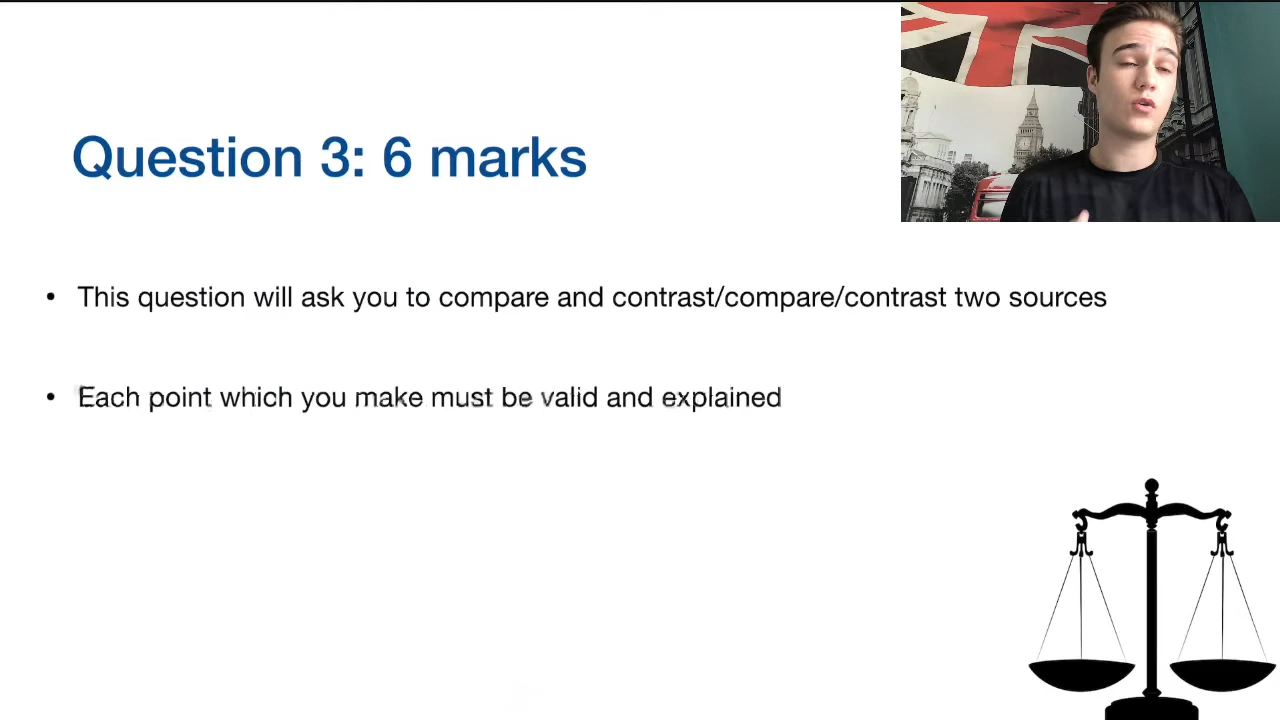 Question 3: 6 marks
• This question will ask you to compare and contrast/compare/contrast two sources
• Each point which you make must be valid and explained